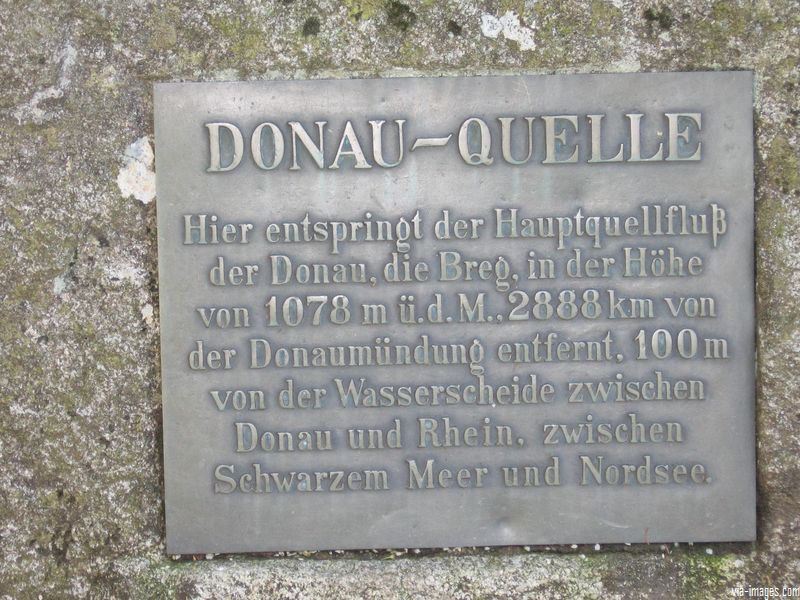 DONAU-QUELLE
Hier entspringt der Hauptquellfluß
der Donau, die Breg, in der Höhe
von 1078 m ü.d.M., 2888 km von
der Donaumündung entfernt, 100 m
von der Wasserscheide zwischen
Donau und Rhein, zwischen
Schwarzem Meer und Nordsee.
via-images.com